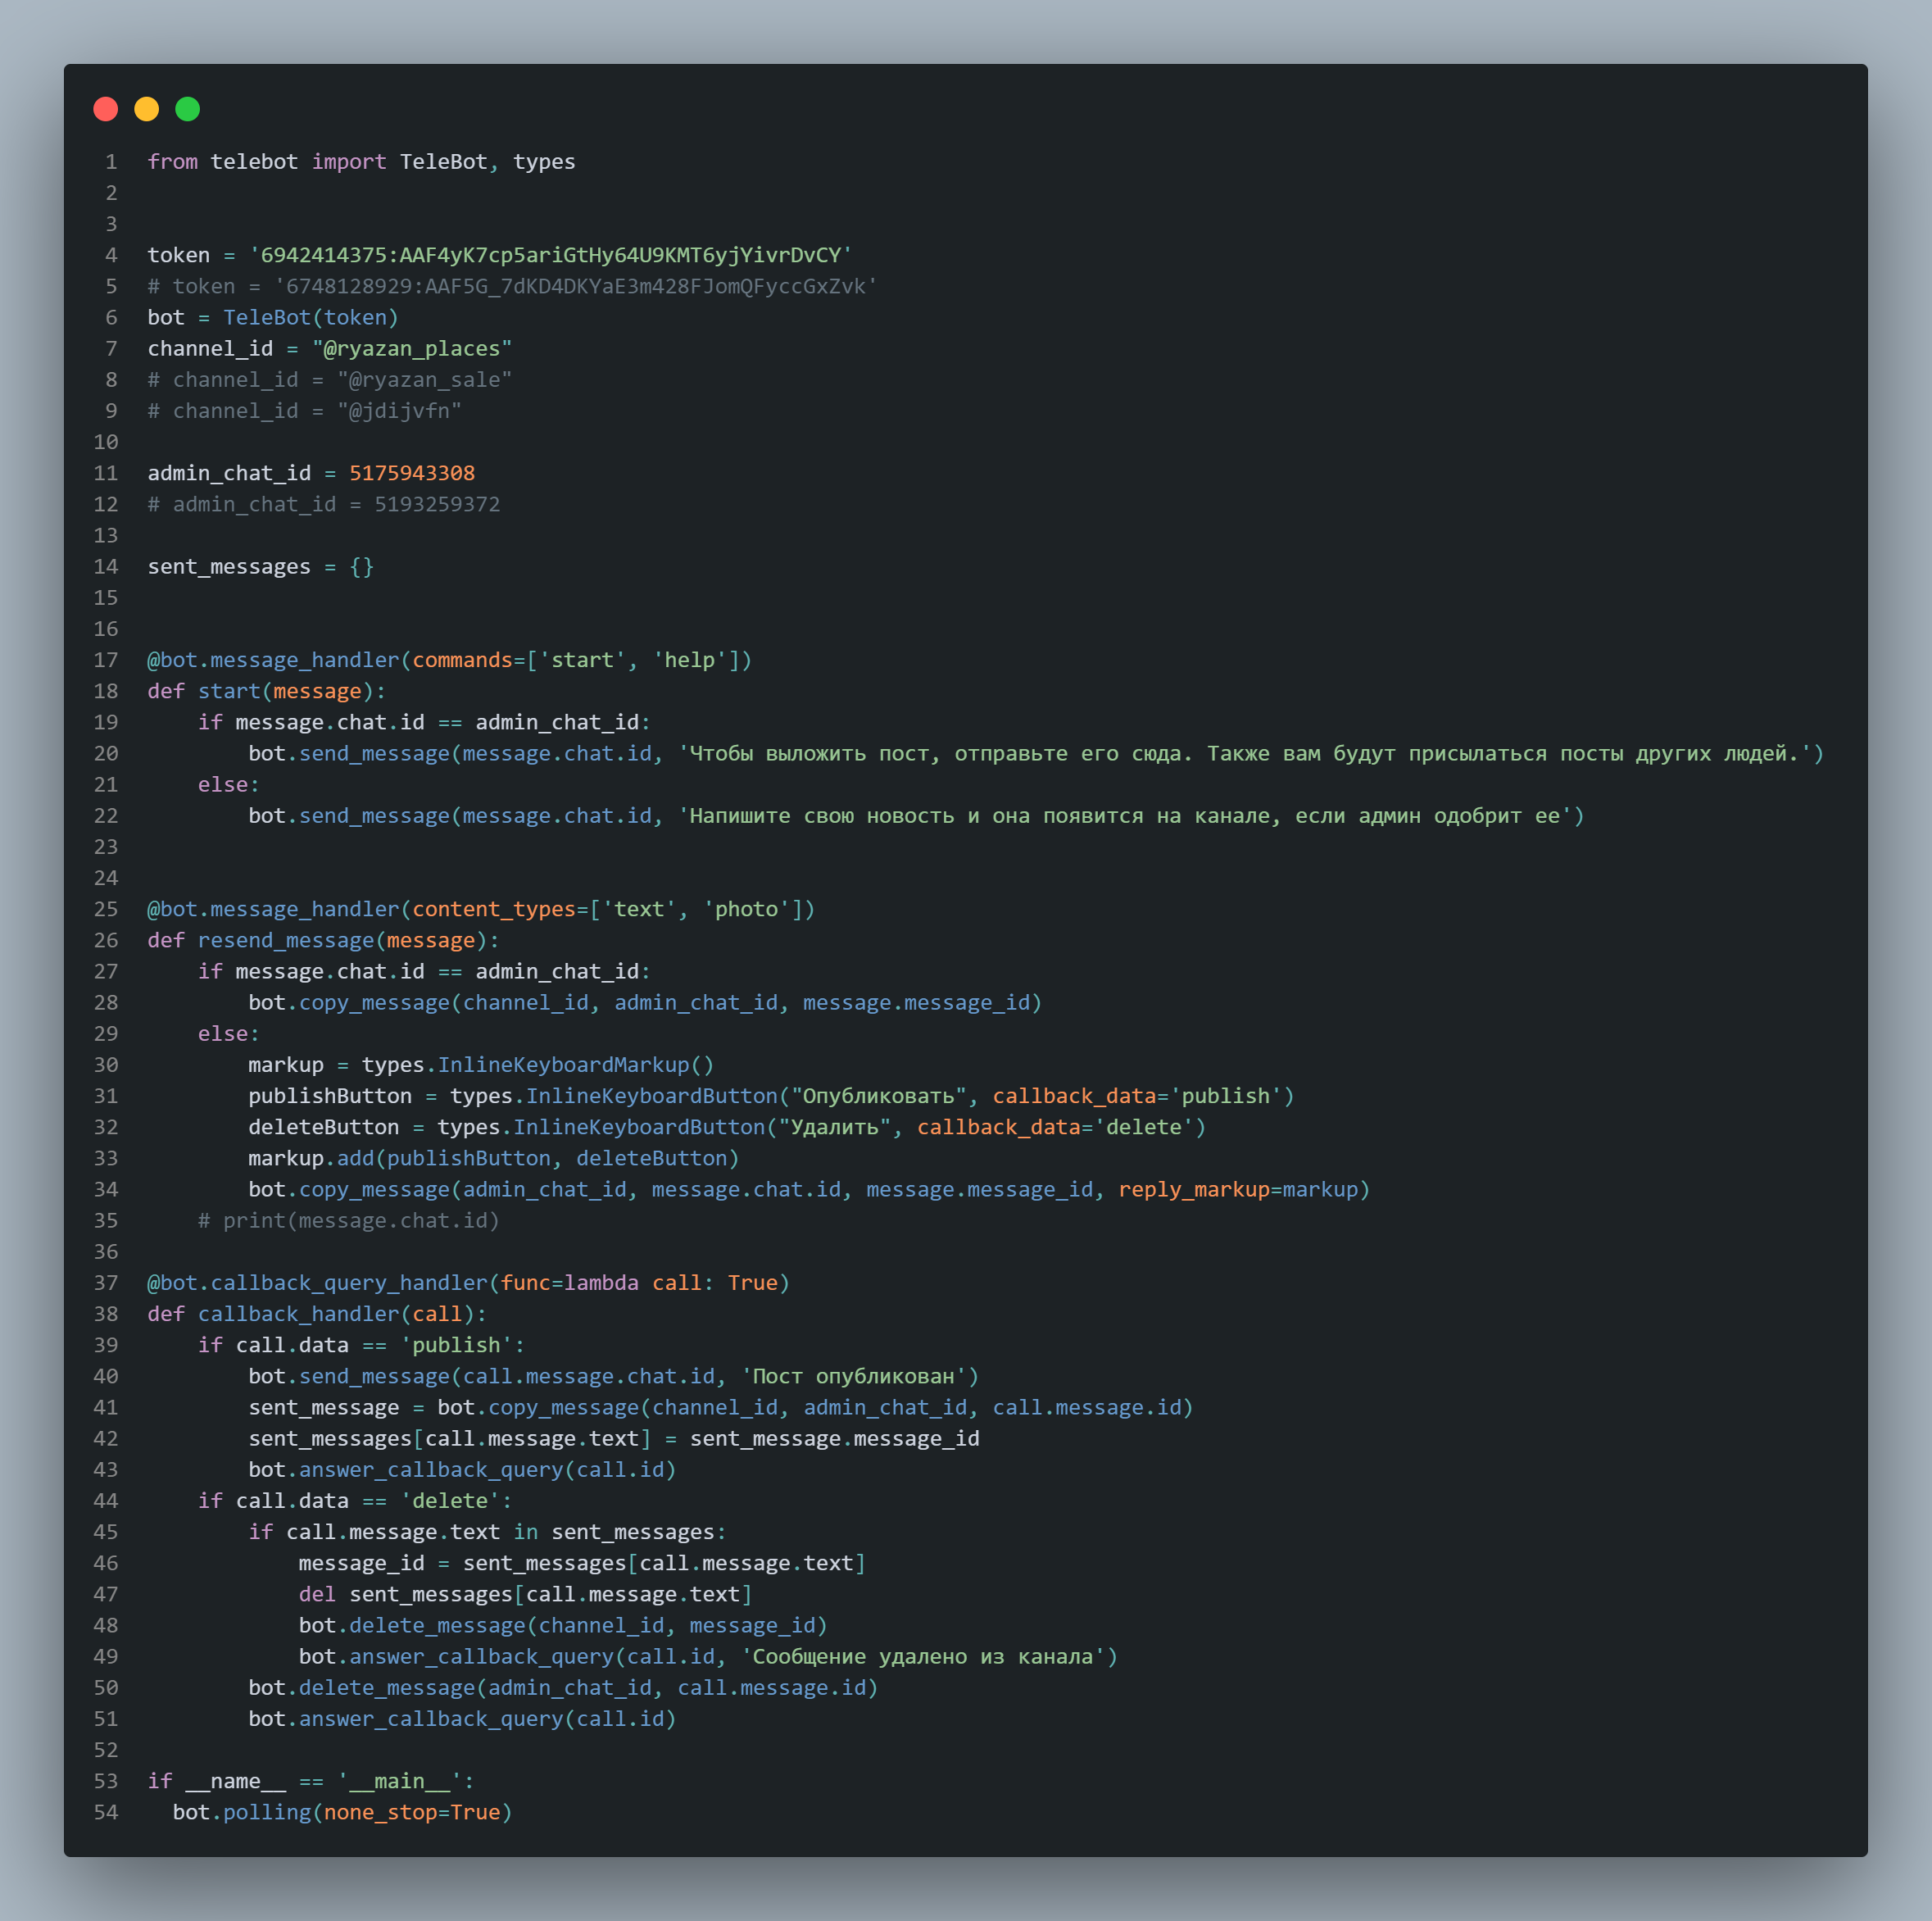 1 from telebot import TeleBot, types
2
3
4 token = '6942414375:AAF4yK7cp5ariGtHy64U9KMT6yjYivrDvCY'
5 # token = '6748128929:AAF5G_7dKD4DKYaE3m428FJomQFyccGxZvk'
6 bot = TeleBot(token)
7 channel_id = "@ryazan_places"
8 # channel_id = "@ryazan_sale"
9 # channel_id = "@jdijvfn"
10
11 admin_chat_id = 5175943308
12 # admin_chat_id = 5193259372
13
14 sent_messages = {}
15
16
17 @bot.message_handler(commands=['start', 'help'])
18 def start(message):
19     if message.chat.id == admin_chat_id:
20         bot.send_message(message.chat.id, 'Чтобы выложить пост, отправьте его сюда. Также вам будут присылаться посты других людей.')
21     else:
22         bot.send_message(message.chat.id, 'Напишите свою новость и она появится на канале, если админ одобрит ее')
23
24
25 @bot.message_handler(content_types=['text', 'photo'])
26 def resend_message(message):
27     if message.chat.id == admin_chat_id:
28         bot.copy_message(channel_id, admin_chat_id, message.message_id)
29     else:
30         markup = types.InlineKeyboardMarkup()
31         publishButton = types.InlineKeyboardButton("Опубликовать", callback_data='publish')
32         deleteButton = types.InlineKeyboardButton("Удалить", callback_data='delete')
33         markup.add(publishButton, deleteButton)
34         bot.copy_message(admin_chat_id, message.chat.id, message.message_id, reply_markup=markup)
35     # print(message.chat.id)
36
37 @bot.callback_query_handler(func=lambda call: True)
38 def callback_handler(call):
39     if call.data == 'publish':
40         bot.send_message(call.message.chat.id, 'Пост опубликован')
41         sent_message = bot.copy_message(channel_id, admin_chat_id, call.message.id)
42         sent_messages[call.message.text] = sent_message.message_id
43         bot.answer_callback_query(call.id)
44     if call.data == 'delete':
45         if call.message.text in sent_messages:
46             message_id = sent_messages[call.message.text]
47             del sent_messages[call.message.text]
48             bot.delete_message(channel_id, message_id)
49             bot.answer_callback_query(call.id, 'Сообщение удалено из канала')
50         bot.delete_message(admin_chat_id, call.message.id)
51         bot.answer_callback_query(call.id)
52
53 if __name__ == '__main__':
54   bot.polling(none_stop=True)